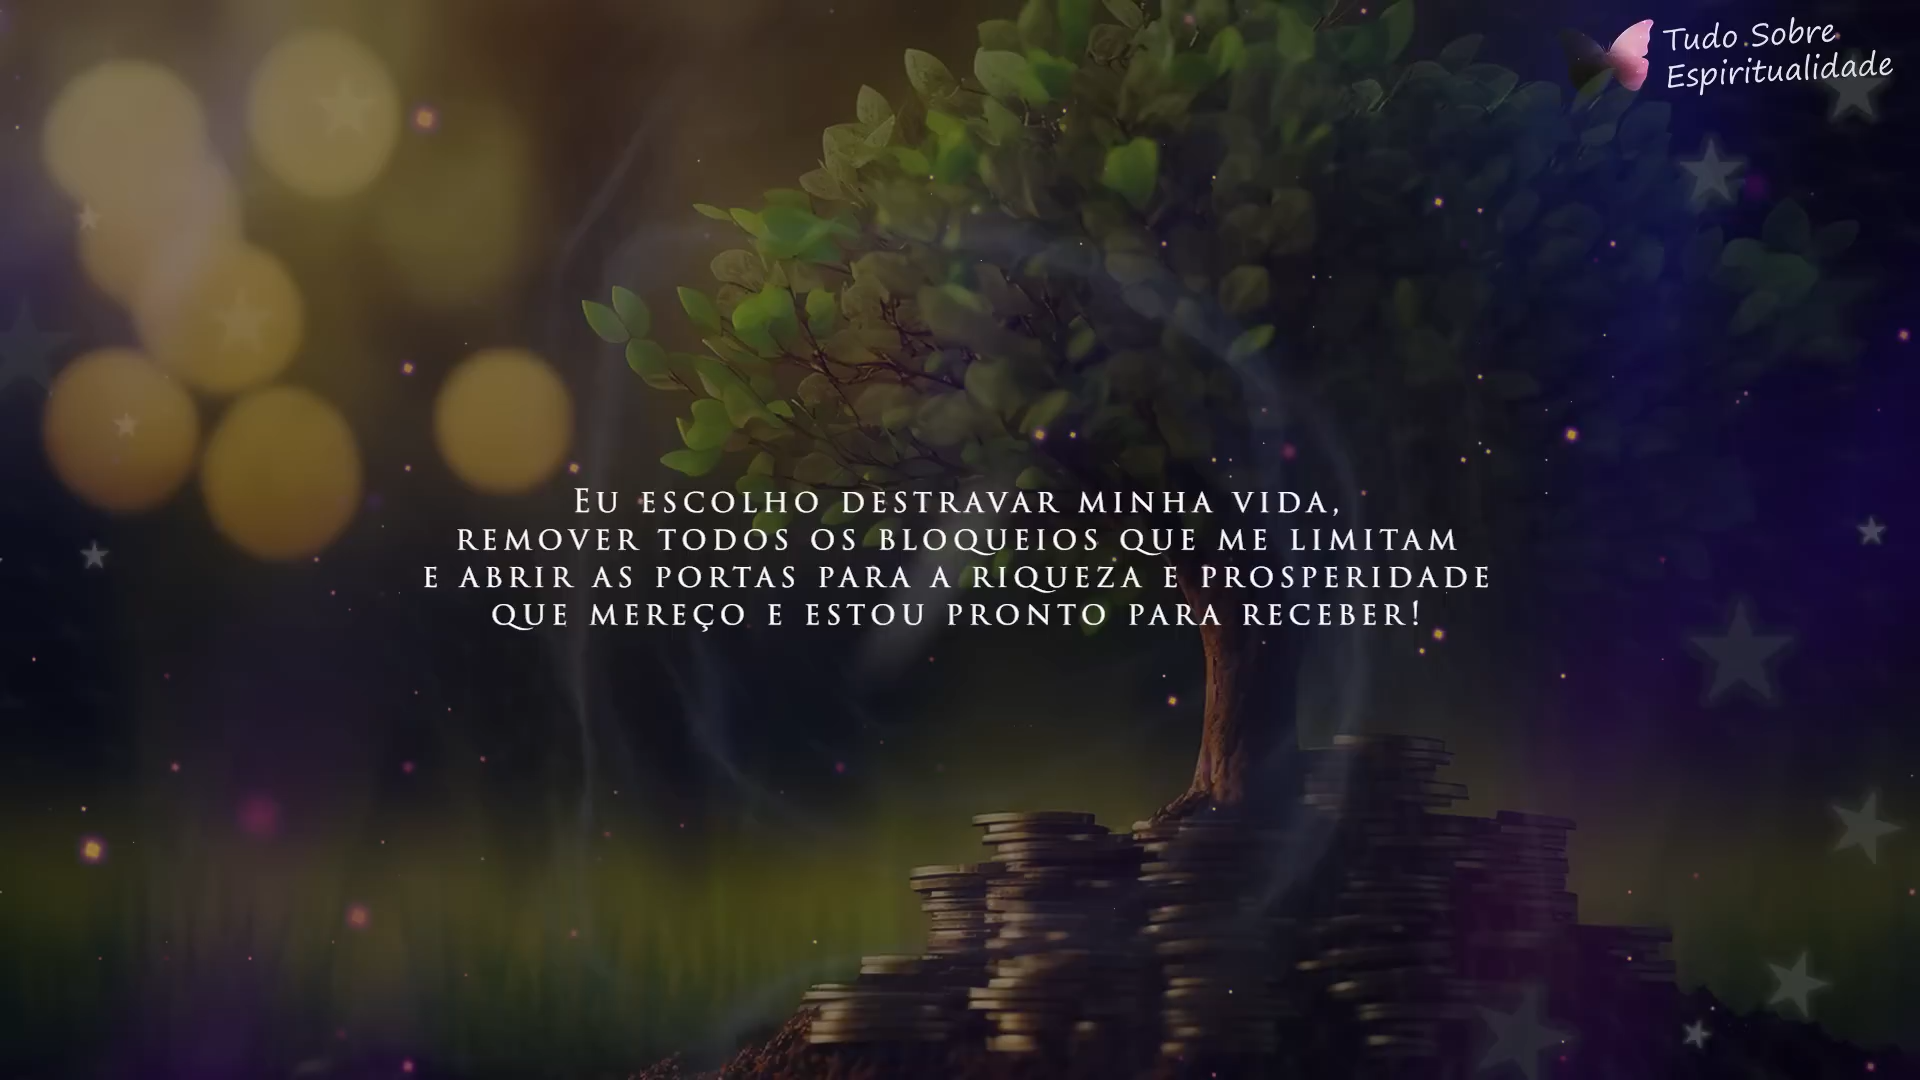 Tudo Sobre
Espiritualidade
Eu escolho destravar minha vida,
remover todos os bloqueios que me limitam
e abrir as portas para a riqueza e prosperidade
que mereço e estou pronto para receber!